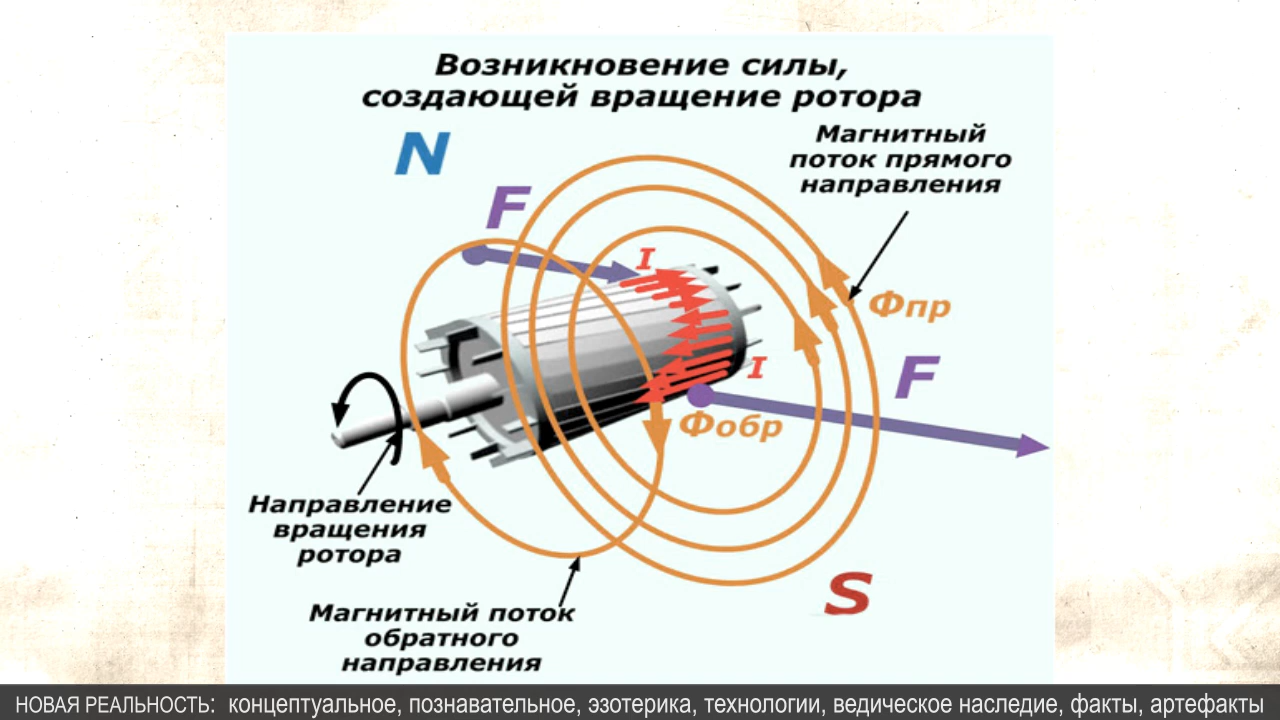 Возникновение силы,
создающей вращение ротора
N
Магнитный
поток прямого
направления
F
I
Фпр
I
F
Фобр
Направление
вращения
ротора
S
Магнитный поток
обратного
направления
НОВАЯ РЕАЛЬНОСТЬ: концептуальное, познавательное, эзотерика, технологии, ведическое наследие, факты, артефакты